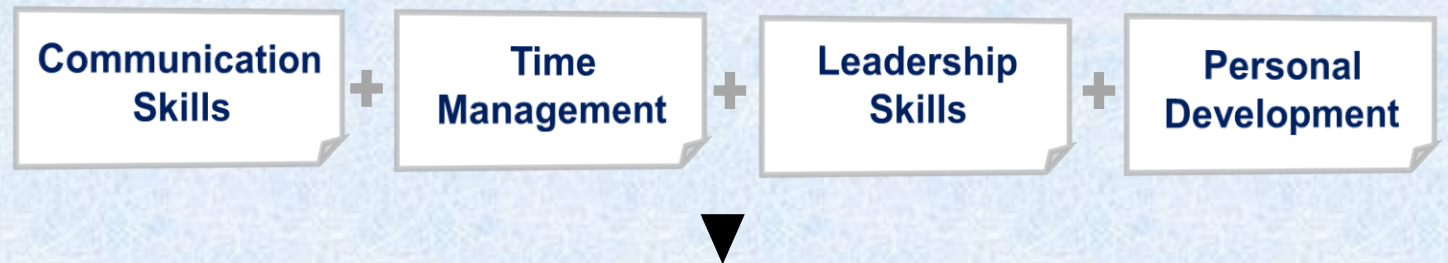 Communication
Skills
+
Time
Management
+
Leadership
Skills
+
Personal
Development